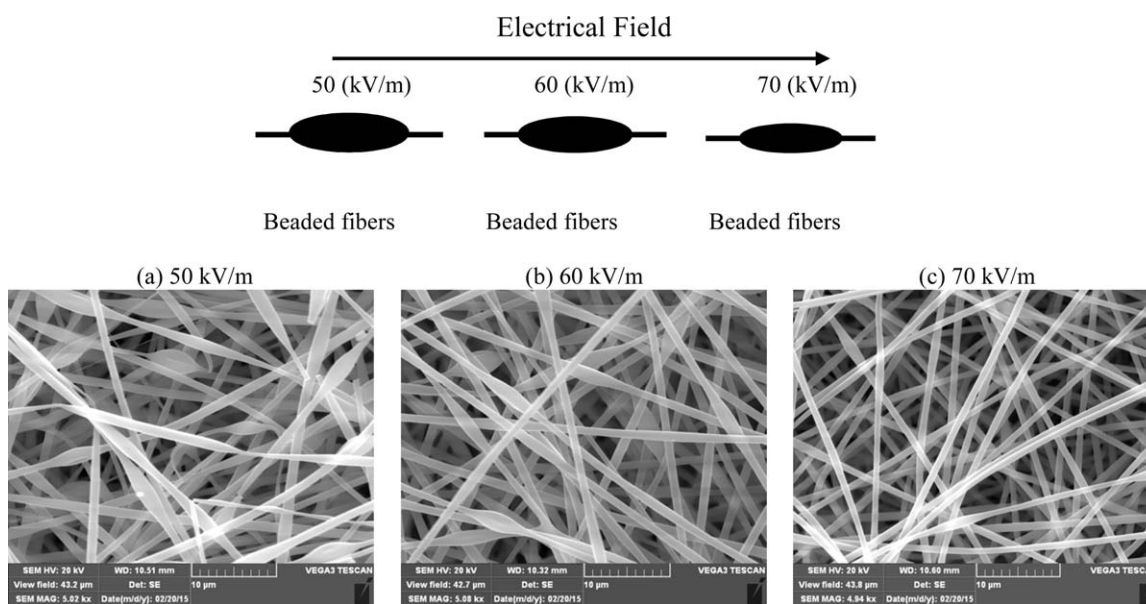 Electrical Field
50 (kV/m) 60 (kV/m) 70 (kV/m)
Beaded fibers Beaded fibers Beaded fibers
(a) 50 kV/m (b) 60 kV/m (c) 70 kV/m
SEM HV: 20 kV WD: 10.51 mm VEGA3 TESCAN
View field: 43.2 µm Det: SE 10 µm
SEM MAG: 5.02 kx Date(m/d/y): 02/20/15
SEM HV: 20 kV WD: 10.32 mm VEGA3 TESCAN
View field: 42.7 µm Det: SE 10 µm
SEM MAG: 5.08 kx Date(m/d/y): 02/20/15
SEM HV: 20 kV WD: 10.60 mm VEGA3 TESCAN
View field: 43.8 µm Det: SE 10 µm
SEM MAG: 4.94 kx Date(m/d/y): 02/20/15